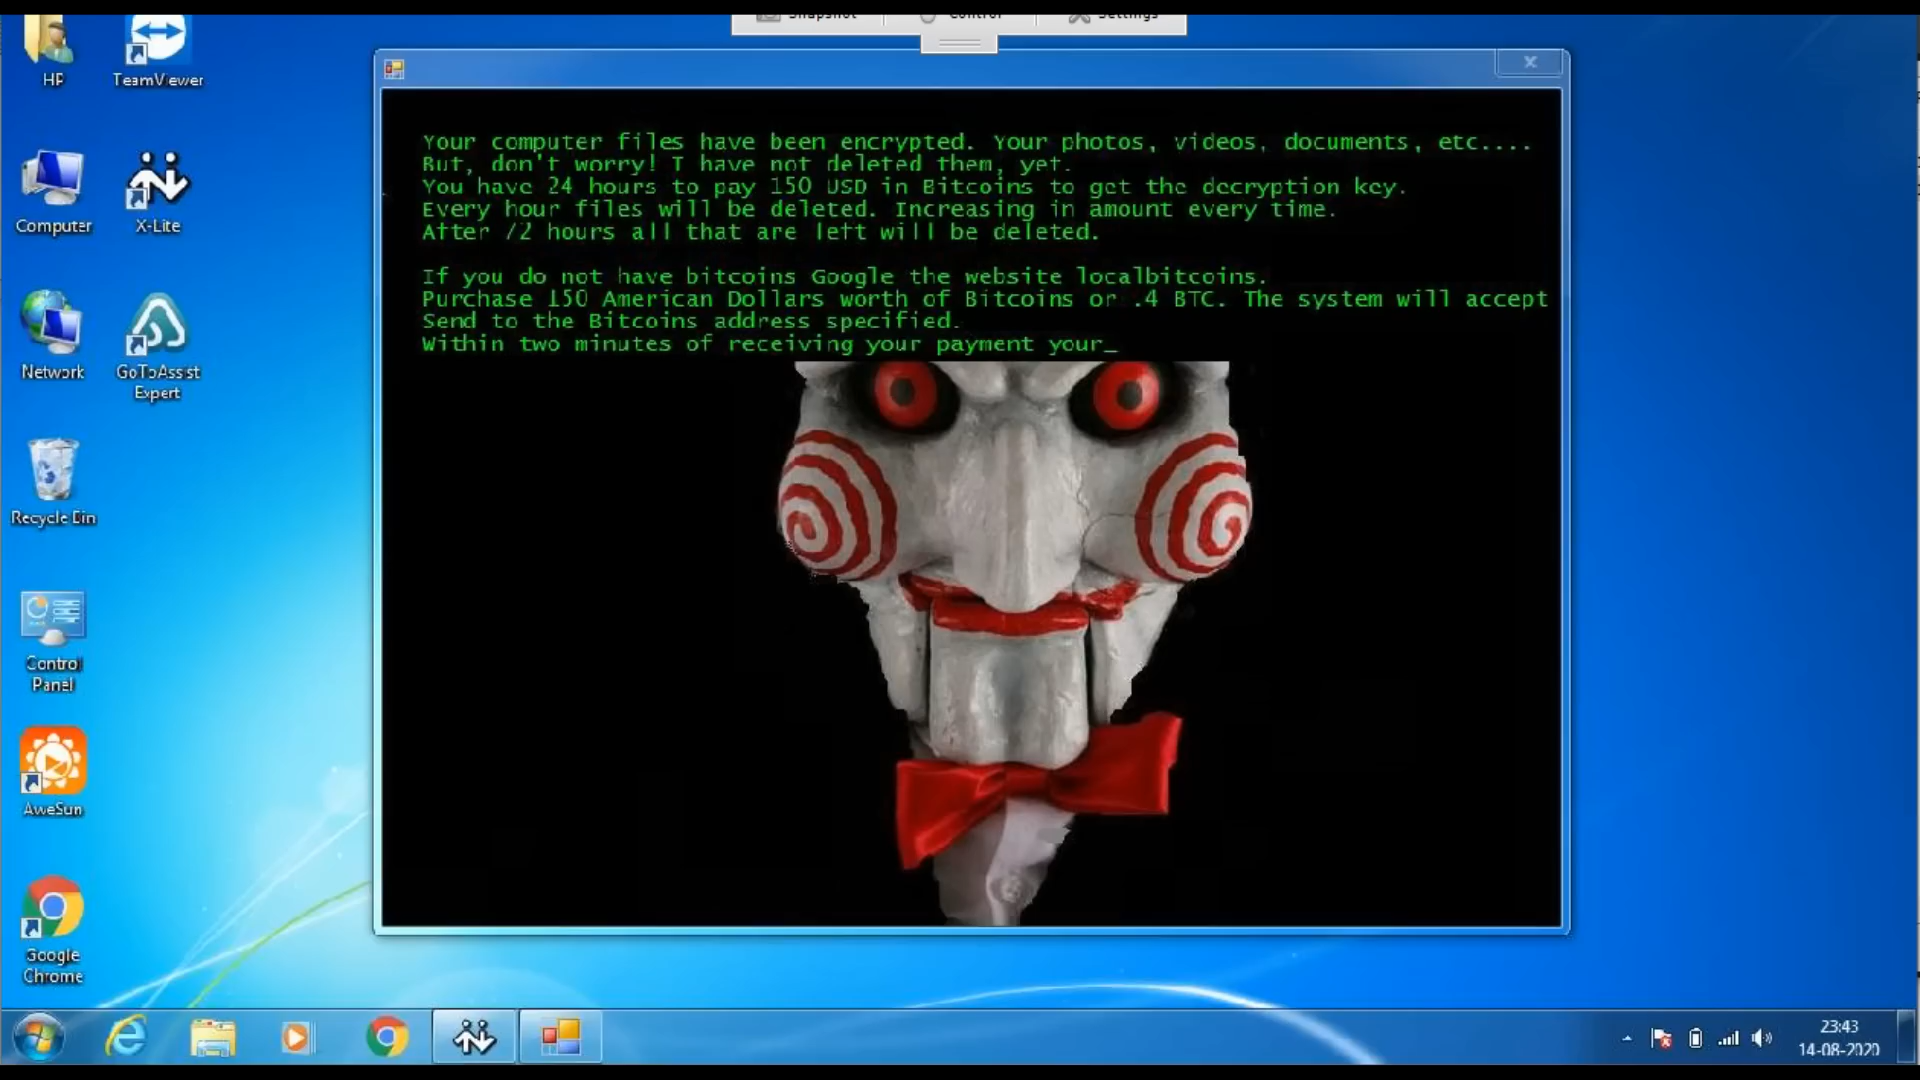 Snapshot Control Settings
HP
TeamViewer
Computer
X-Lite
Network
GoToAssist
Expert
Recycle Bin
Control
Panel
AweSun
Google
Chrome
Your computer files have been encrypted. Your photos, videos, documents, etc....
But, don't worry! I have not deleted them, yet.
You have 24 hours to pay 150 USD in Bitcoins to get the decryption key.
Every hour files will be deleted. Increasing in amount every time.
After 72 hours all that are left will be deleted.
If you do not have bitcoins Google the website localbitcoins.
Purchase 150 American Dollars worth of Bitcoins or .4 BTC. The system will accept
Send to the Bitcoins address specified.
Within two minutes of receiving your payment your_
23:43
14-08-2020